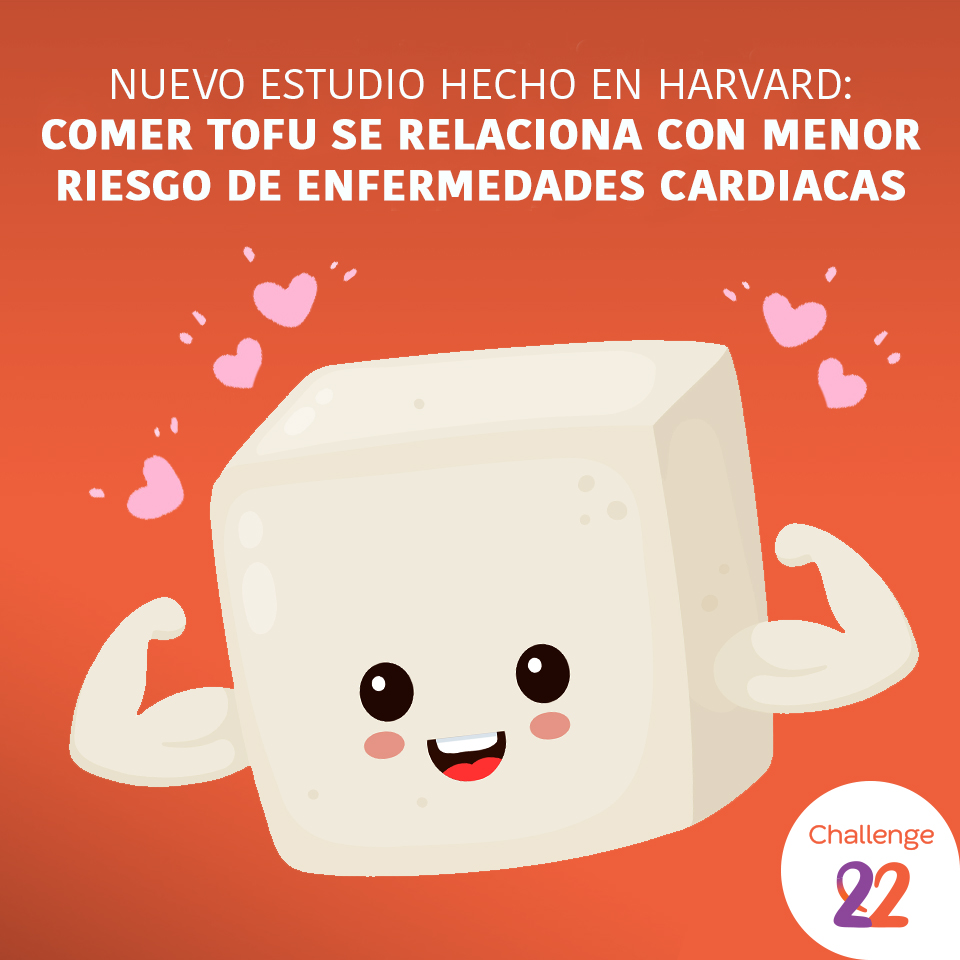 NUEVO ESTUDIO HECHO EN HARVARD:
COMER TOFU SE RELACIONA CON MENOR
RIESGO DE ENFERMEDADES CARDIACAS
Challenge
22